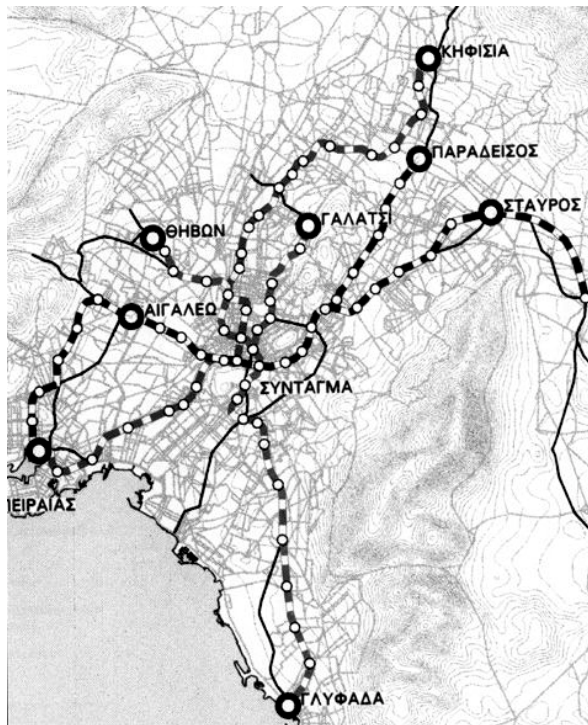 ΚΗΦΙΣΙΑ
ΠΑΡΑΔΕΙΣΟΣ
ΣΤΑΥΡΟΣ
ΓΑΛΑΤΣΙ
ΘΗΒΩΝ
ΑΙΓΑΛΕΩ
ΣΥΝΤΑΓΜΑ
ΠΕΙΡΑΙΑΣ
ΓΛΥΦΑΔΑ